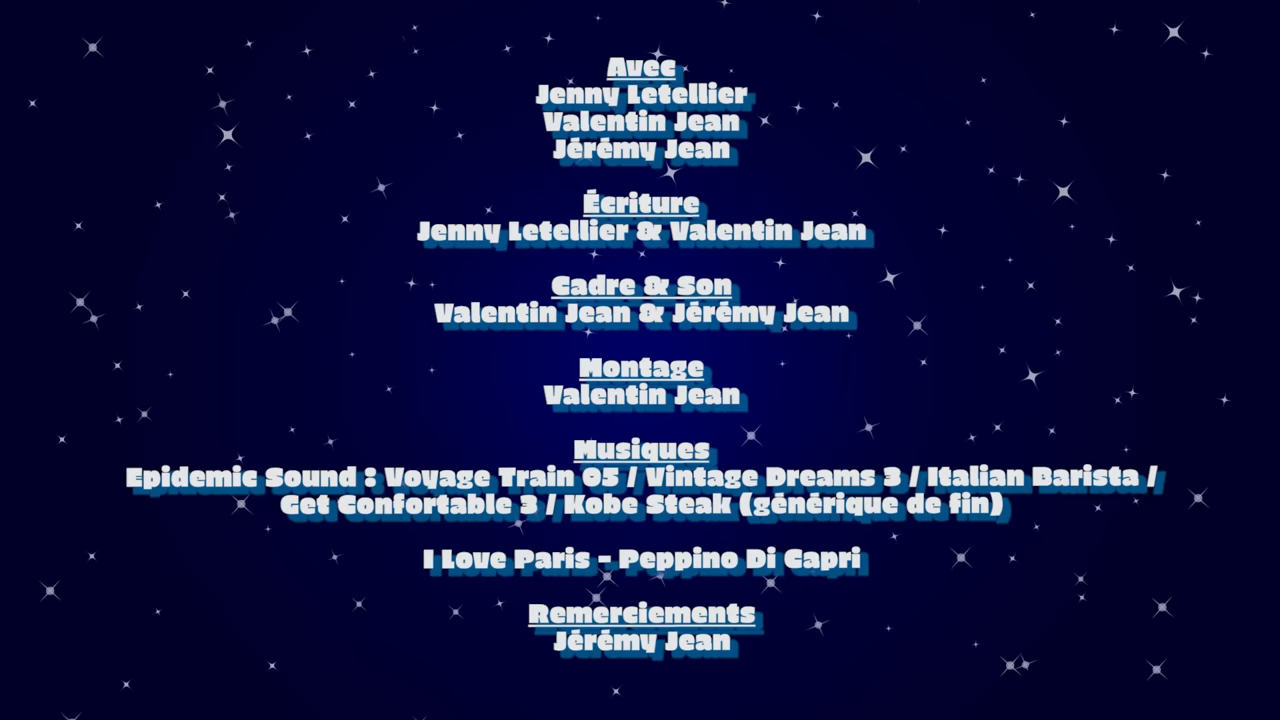 Avec
Jenny Letellier
Valentin Jean
Jérémy Jean
Écriture
Jenny Letellier & Valentin Jean
Cadre & Son
Valentin Jean & Jérémy Jean
Montage
Valentin Jean
Musiques
Epidemic Sound : Voyage Train 05 / Vintage Dreams 3 / Italian Barista /
Get Confortable 3 / Kobe Steak (générique de fin)
I Love Paris - Peppino Di Capri
Remerciements
Jérémy Jean